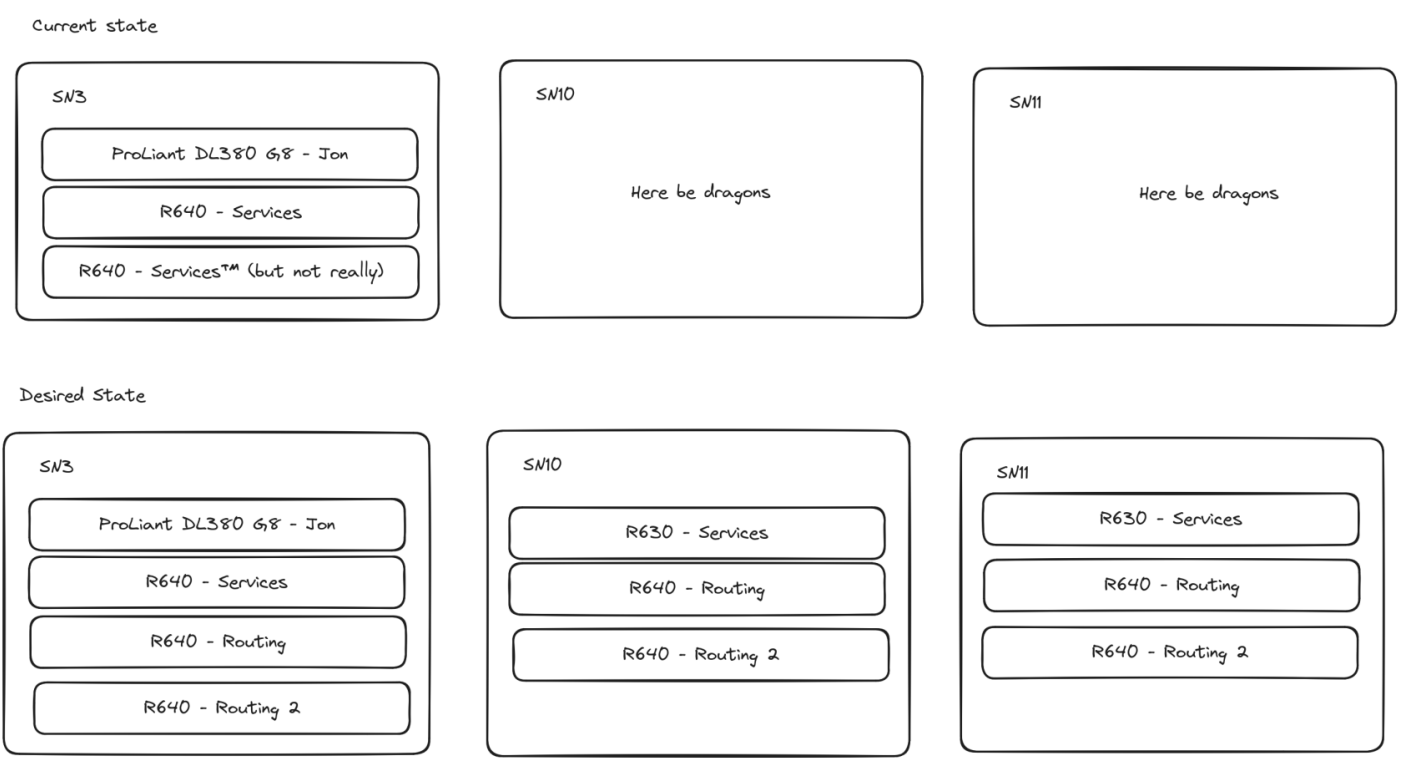 Current state
SN3
ProLiant DL380 G8 - Jon
R640 - Services
R640 - Services™ (but not really)
SN10
Here be dragons
SN11
Here be dragons
Desired State
SN3
ProLiant DL380 G8 - Jon
R640 - Services
R640 - Routing
R640 - Routing 2
SN10
R630 - Services
R640 - Routing
R640 - Routing 2
SN11
R630 - Services
R640 - Routing
R640 - Routing 2